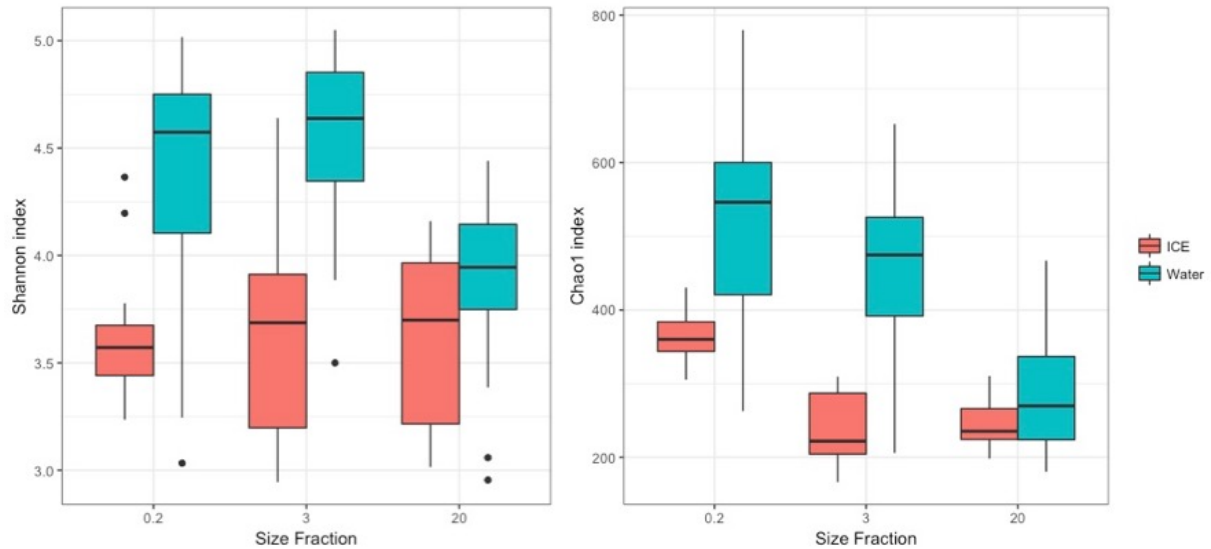 Shannon index
5.0
4.5
4.0
3.5
3.0
0.2 3 20
Size Fraction
Chao1 index
800
600
400
200
0.2 3 20
Size Fraction
ICE
Water